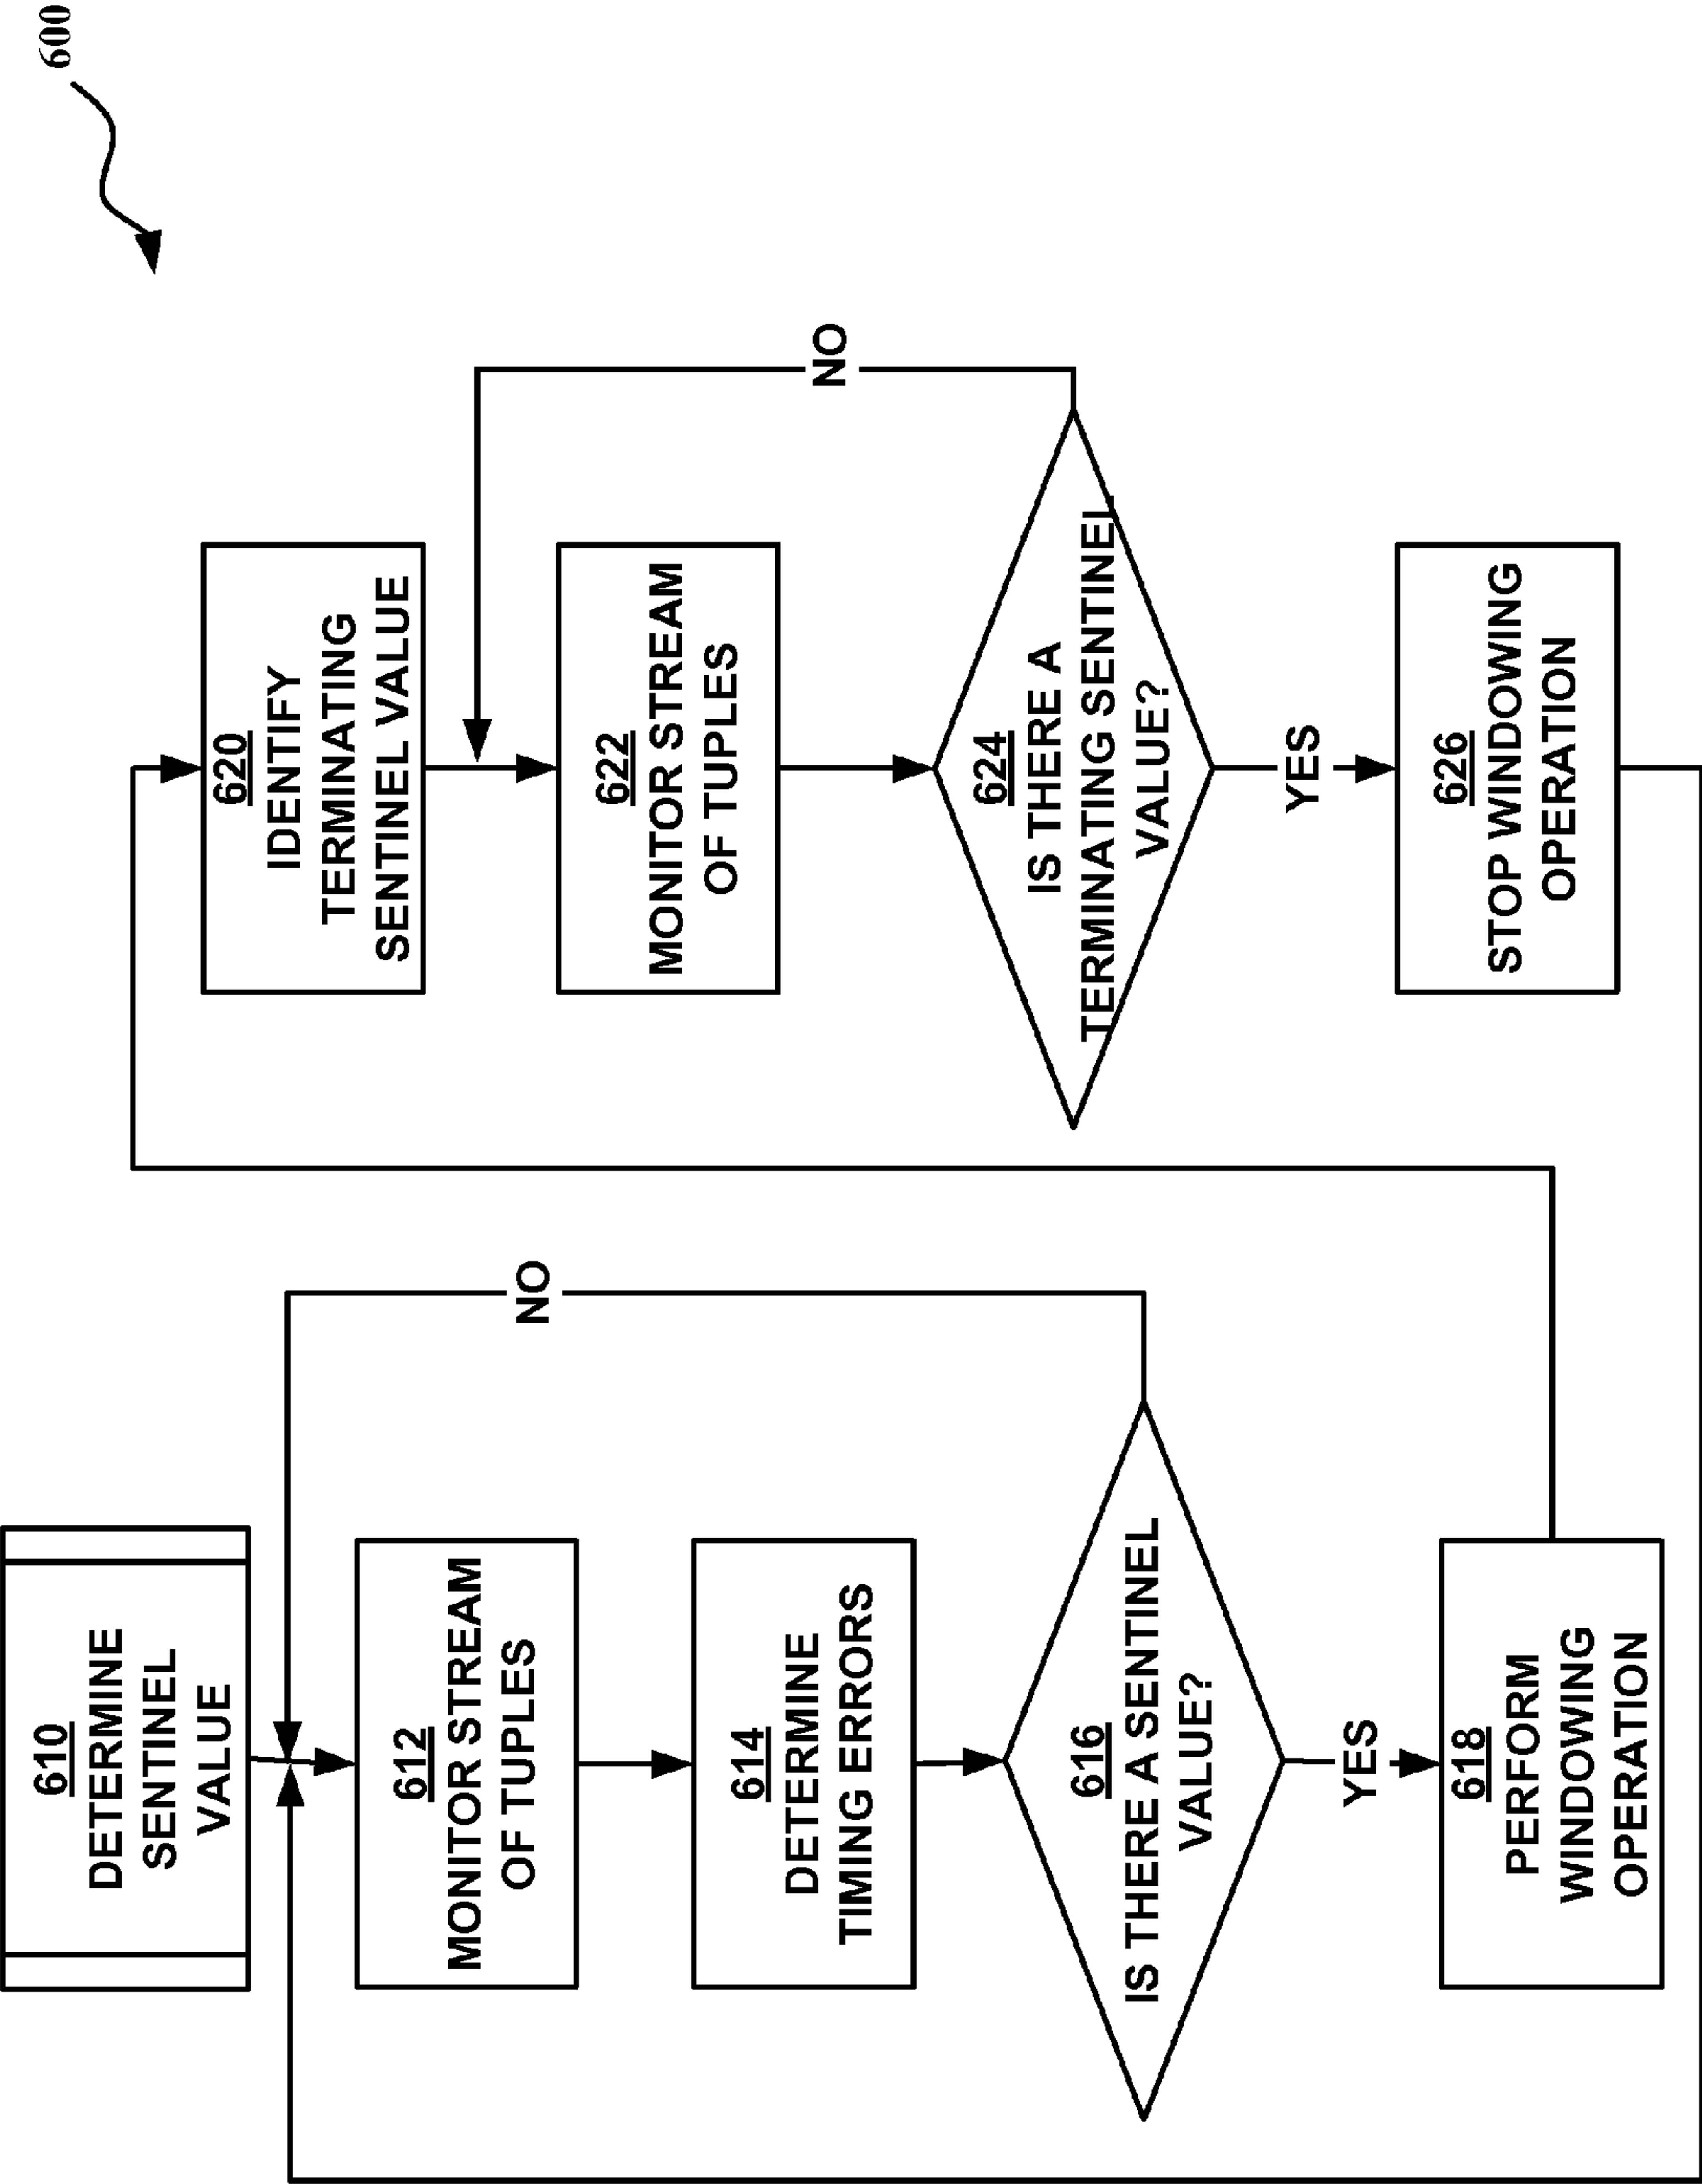 600
610
DETERMINE
SENTINEL
VALUE
612
MONITOR STREAM
OF TUPLES
614
DETERMINE
TIMING ERRORS
616
IS THERE A SENTINEL
VALUE?
NO
YES
618
PERFORM
WINDOWING
OPERATION
620
IDENTIFY
TERMINATING
SENTINEL VALUE
622
MONITOR STREAM
OF TUPLES
624
IS THERE A
TERMINATING SENTINEL
VALUE?
NO
YES
626
STOP WINDOWING
OPERATION